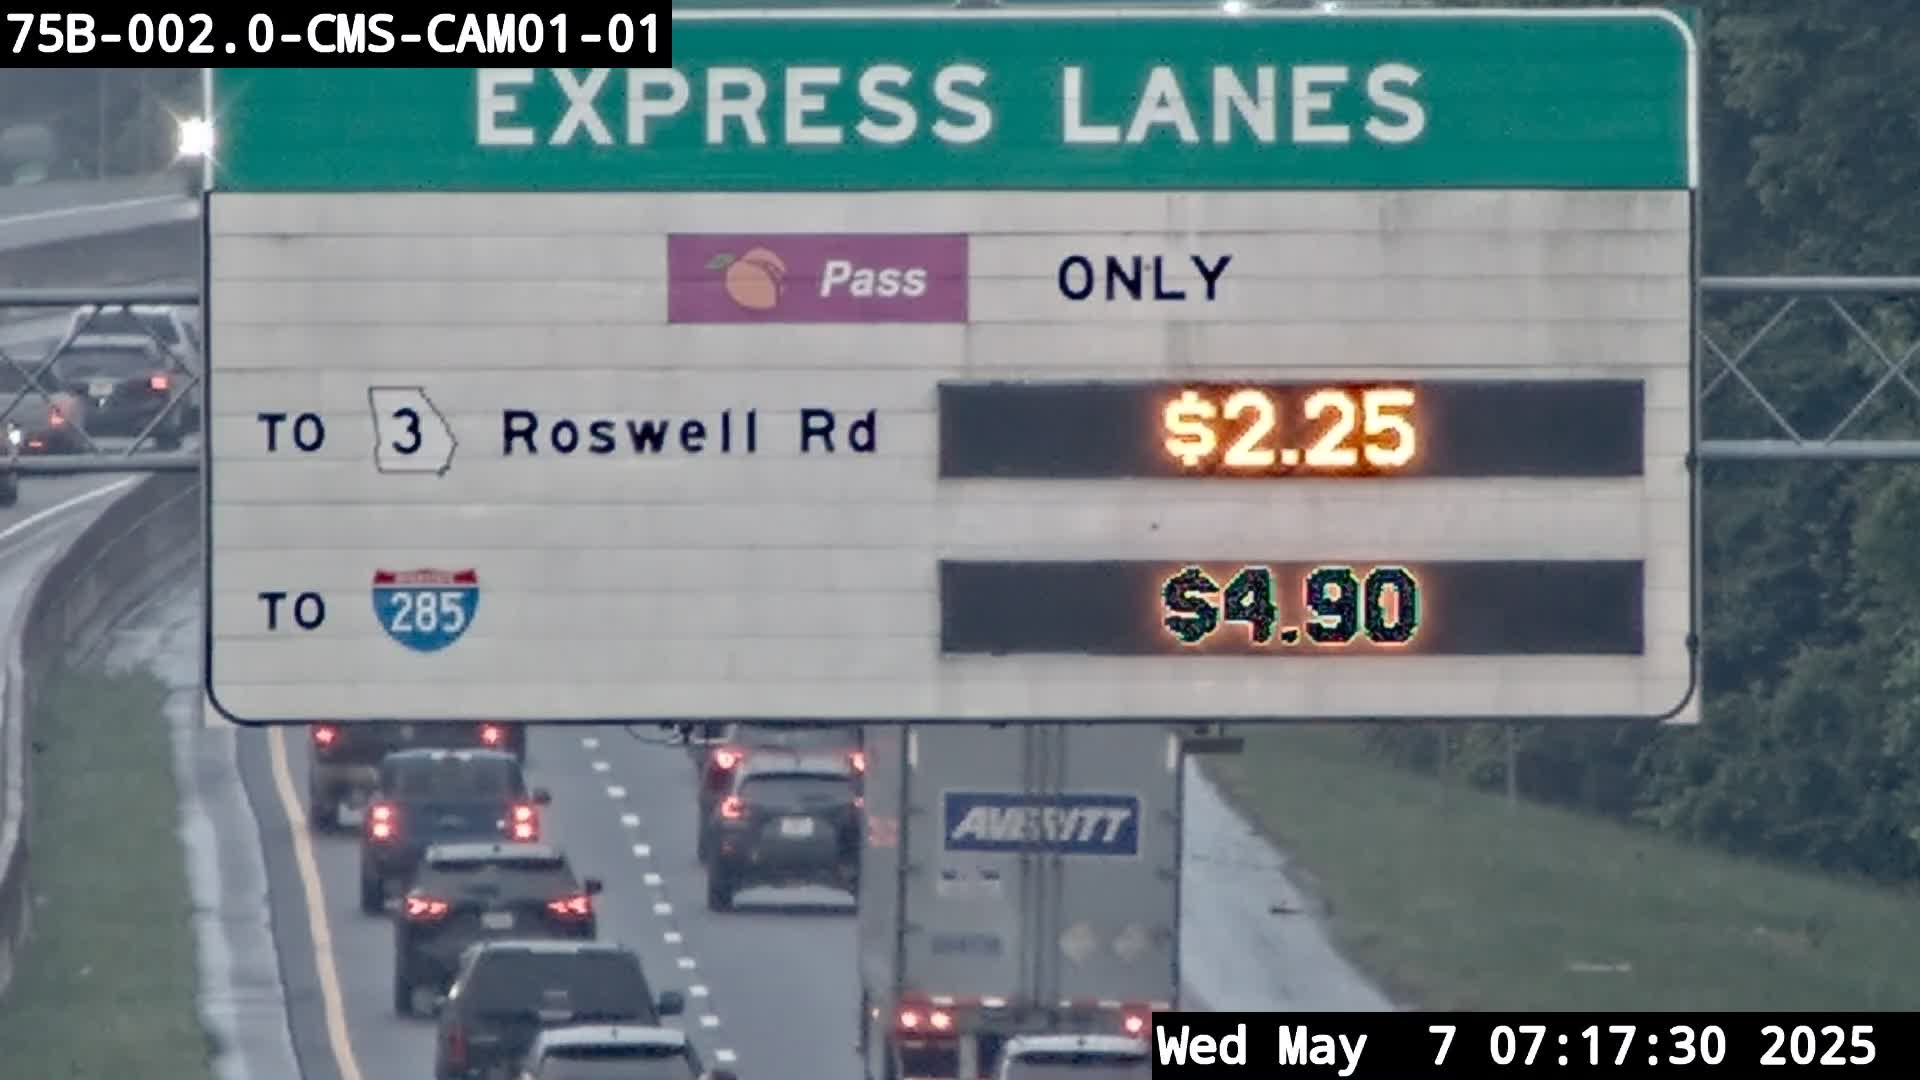 75B-002.0-CMS-CAM01-01
EXPRESS LANES
Pass ONLY
TO 3 Roswell Rd $2.25
TO 285 $4.90
AVERITT
Wed May 7 07:17:30 2025